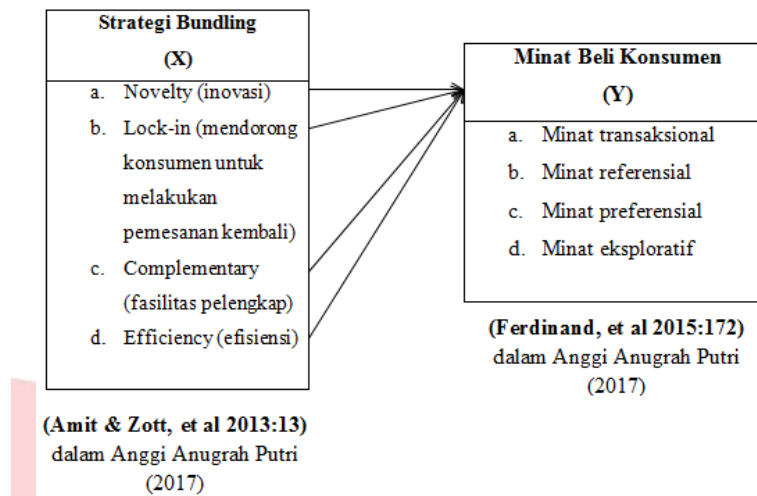 Strategi Bundling
(X)
a. Novelty (inovasi)
b. Lock-in (mendorong
konsumen untuk
melakukan
pemesanan kembali)
c. Complementary
(fasilitas pelengkap)
d. Efficiency (efisiensi)
(Amit & Zott, et al 2013:13)
dalam Anggi Anugrah Putri
(2017)
Minat Beli Konsumen
(Y)
a. Minat transaksional
b. Minat referensial
c. Minat preferensial
d. Minat eksploratif
(Ferdinand, et al 2015:172)
dalam Anggi Anugrah Putri
(2017)